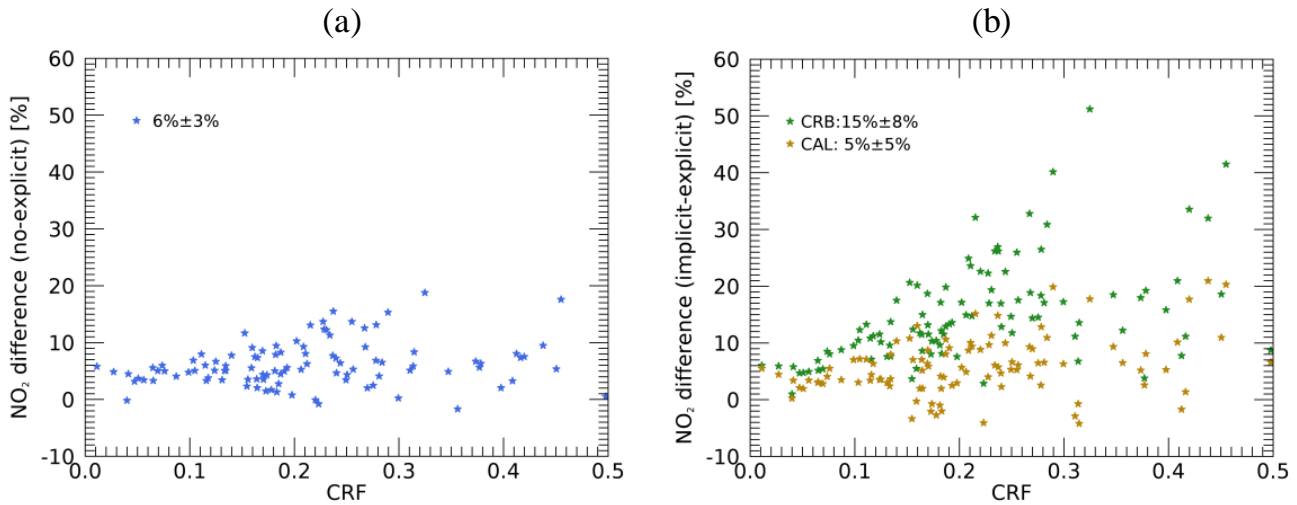 (a)
60
50
40
30
20
10
0
-10
NO₂ difference (no-explicit) [%]
6%±3%
0.0 0.1 0.2 0.3 0.4 0.5
CRF
(b)
60
50
40
30
20
10
0
-10
NO₂ difference (implicit-explicit) [%]
CRB:15%±8%
CAL: 5%±5%
0.0 0.1 0.2 0.3 0.4 0.5
CRF